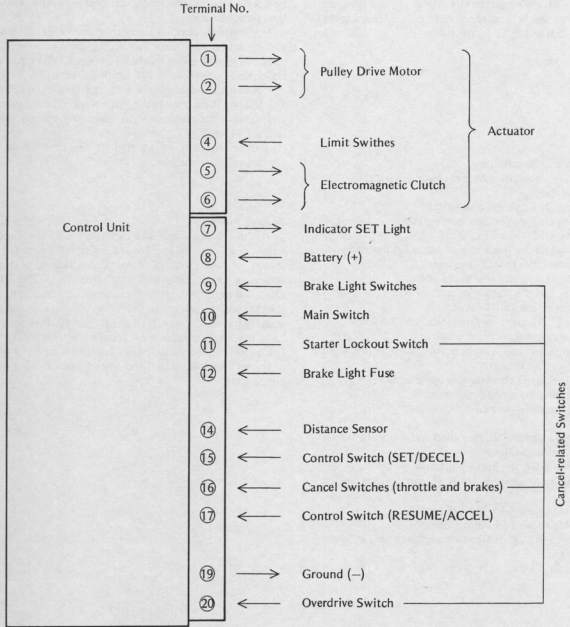 Terminal No.
① → Pulley Drive Motor
② →
Actuator
④ ← Limit Swithes
⑤ → Electromagnetic Clutch
⑥ →
Control Unit
⑦ → Indicator SET Light
⑧ ← Battery (+)
⑨ ← Brake Light Switches
⑩ ← Main Switch
⑪ ← Starter Lockout Switch
⑫ ← Brake Light Fuse
Cancel-related Switches
⑭ ← Distance Sensor
⑮ ← Control Switch (SET/DECEL)
⑯ ← Cancel Switches (throttle and brakes)
⑰ ← Control Switch (RESUME/ACCEL)
⑲ → Ground (—)
⑳ ← Overdrive Switch